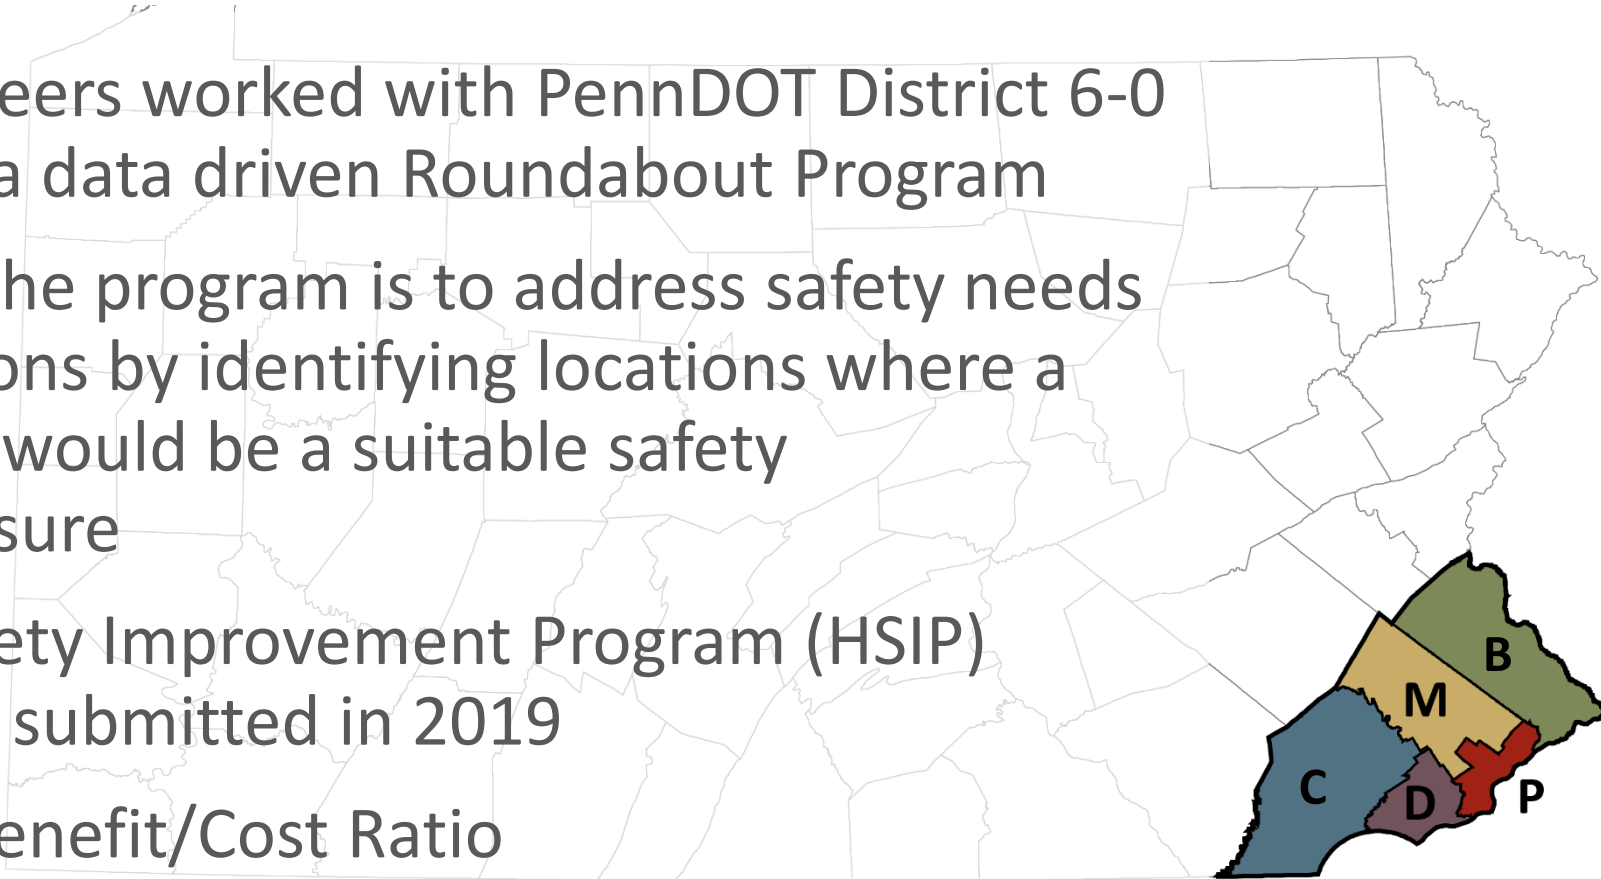 eers worked with PennDOT District 6-0
a data driven Roundabout Program
he program is to address safety needs
ons by identifying locations where a
would be a suitable safety
sure
ety Improvement Program (HSIP)
submitted in 2019
enefit/Cost Ratio
B
M
C
D
P